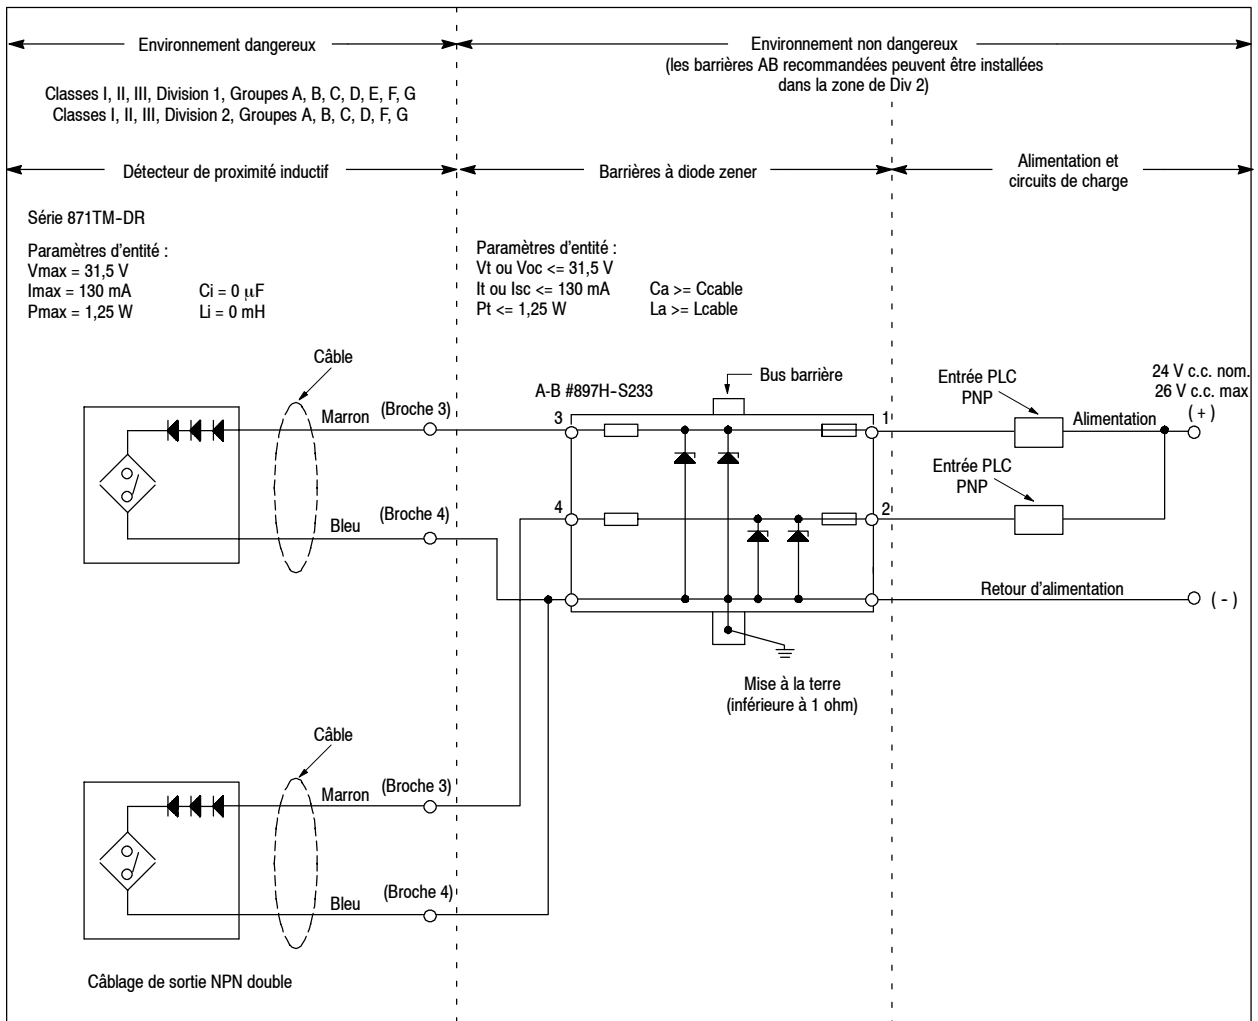 Environnement dangereux
Environnement non dangereux
(les barrières AB recommandées peuvent être installées
dans la zone de Div 2)
Classes I, II, III, Division 1, Groupes A, B, C, D, E, F, G
Classes I, II, III, Division 2, Groupes A, B, C, D, F, G
Détecteur de proximité inductif
Barrières à diode zener
Alimentation et
circuits de charge
Série 871TM-DR
Paramètres d'entité :
Vmax = 31,5 V
Imax = 130 mA
Ci = 0 µF
Pmax = 1,25 W
Li = 0 mH
Paramètres d'entité :
Vt ou Voc <= 31,5 V
It ou Isc <= 130 mA
Ca >= Ccable
Pt <= 1,25 W
La >= Lcable
Câble
Marron
(Broche 3)
Bleu
(Broche 4)
A-B #897H-S233
Bus barrière
3
1
4
2
Entrée PLC
PNP
Alimentation
24 V c.c. nom.
26 V c.c. max
( + )
Entrée PLC
PNP
Retour d'alimentation
( - )
Mise à la terre
(inférieure à 1 ohm)
Câble
Marron
(Broche 3)
Bleu
(Broche 4)
Câblage de sortie NPN double